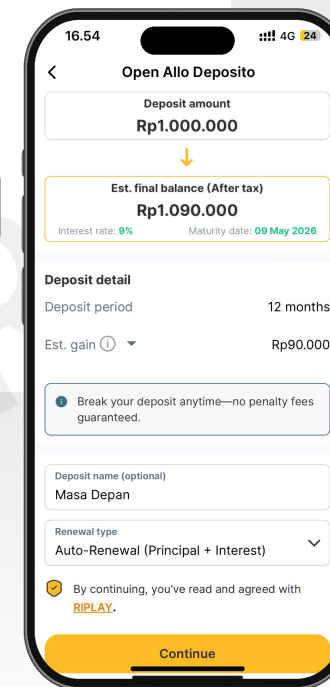 16.54
4G 24
Open Allo Deposito
Deposit amount
Rp1.000.000
Est. final balance (After tax)
Rp1.090.000
Interest rate: 9% Maturity date: 09 May 2026
Deposit detail
Deposit period 12 months
Est. gain Rp90.000
Break your deposit anytime—no penalty fees
guaranteed.
Deposit name (optional)
Masa Depan
Renewal type
Auto-Renewal (Principal + Interest)
By continuing, you've read and agreed with
RIPLAY.
Continue